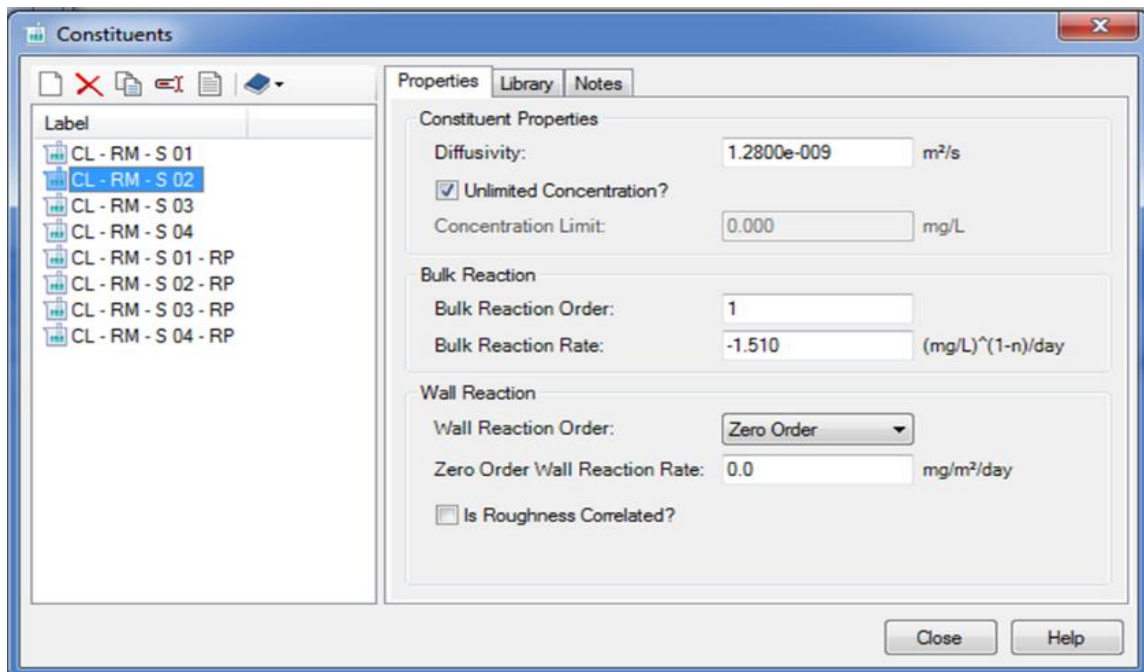 Constituents
Properties
Library
Notes
Label
CL - RM - S 01
CL - RM - S 02
CL - RM - S 03
CL - RM - S 04
CL - RM - S 01 - RP
CL - RM - S 02 - RP
CL - RM - S 03 - RP
CL - RM - S 04 - RP
Constituent Properties
Diffusivity: 1.2800e-009 m²/s
Unlimited Concentration?
Concentration Limit: 0.000 mg/L
Bulk Reaction
Bulk Reaction Order: 1
Bulk Reaction Rate: -1.510 (mg/L)^(1-n)/day
Wall Reaction
Wall Reaction Order: Zero Order
Zero Order Wall Reaction Rate: 0.0 mg/m²/day
Is Roughness Correlated?
Close
Help